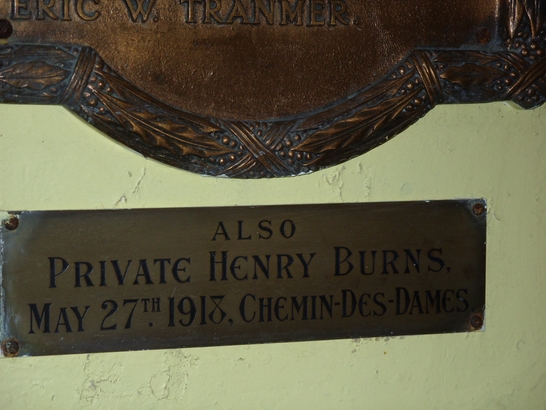 ERIC W. TRANMER.
ALSO
PRIVATE HENRY BURNS.
MAY 27TH. 1918, CHEMIN-DES-DAMES